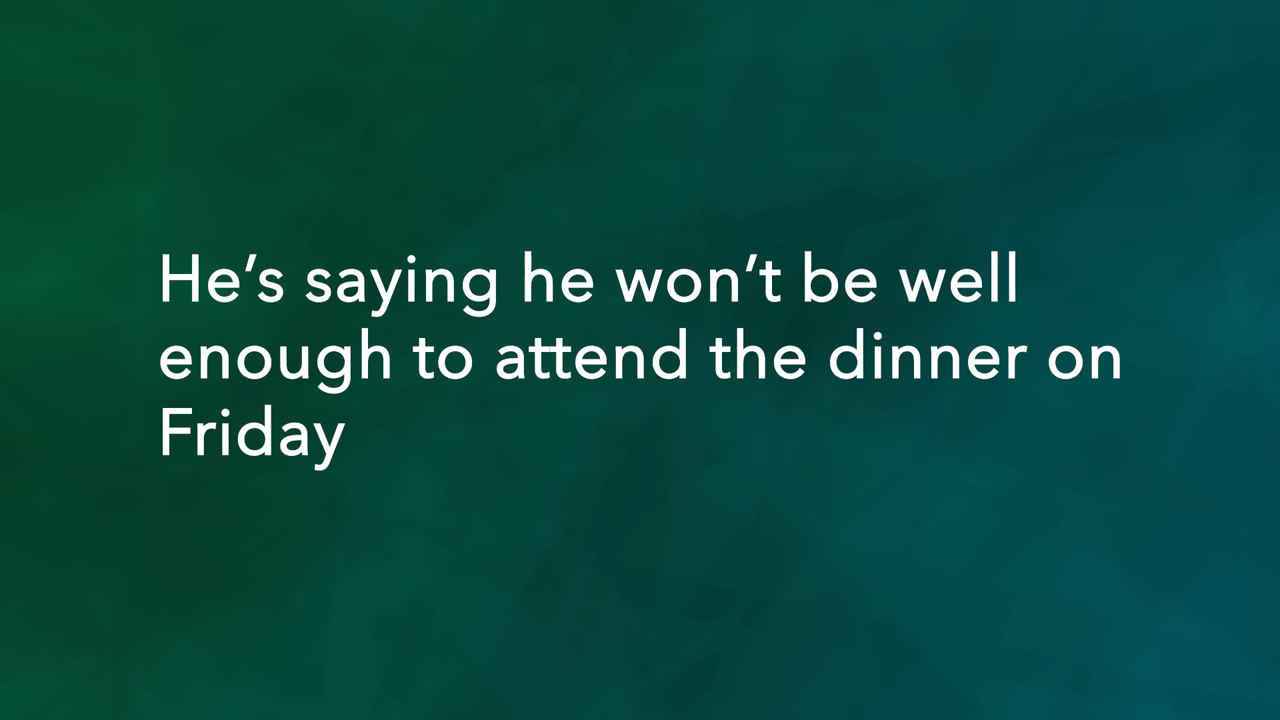 He’s saying he won’t be well
enough to attend the dinner on
Friday